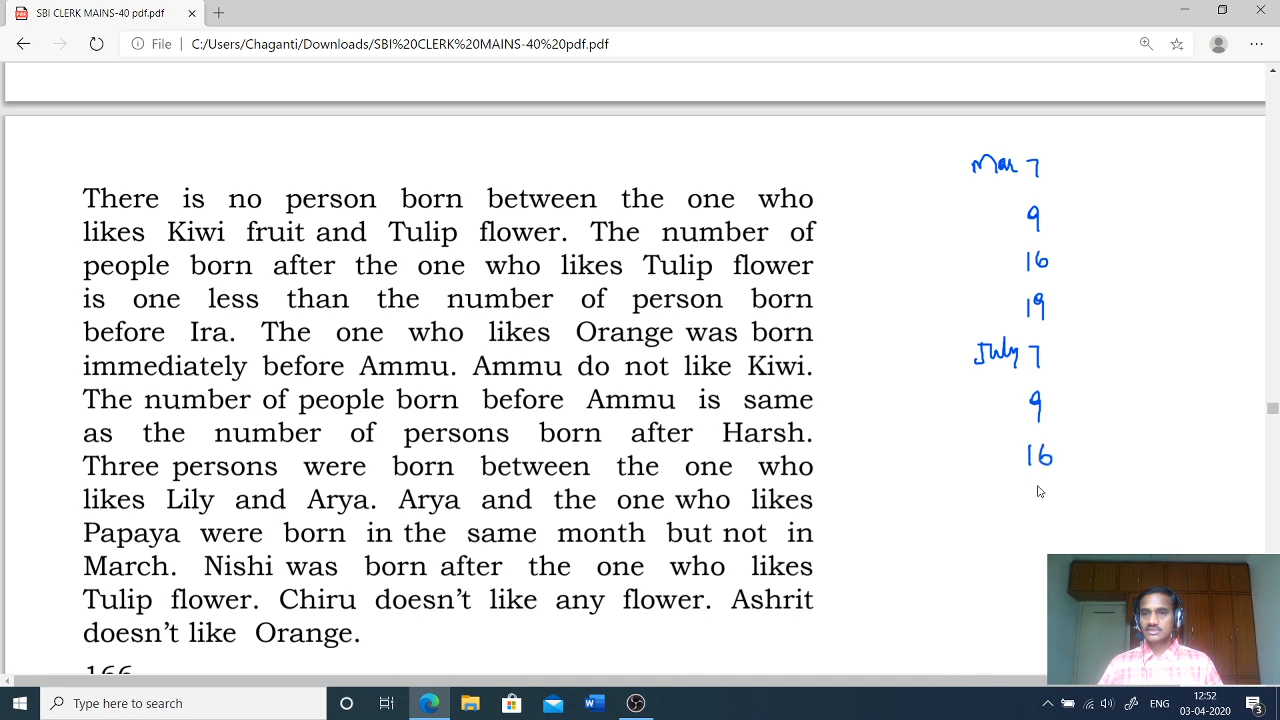 SBI CLERK MAINS-40 pdf.pdf
File C:/Users/Chaganti/Downloads/SBI%20CLERK%20MAINS-40%20pdf.pdf
There is no person born between the one who
likes Kiwi fruit and Tulip flower. The number of
people born after the one who likes Tulip flower
is one less than the number of person born
before Ira. The one who likes Orange was born
immediately before Ammu. Ammu do not like Kiwi.
The number of people born before Ammu is same
as the number of persons born after Harsh.
Three persons were born between the one who
likes Lily and Arya. Arya and the one who likes
Papaya were born in the same month but not in
March. Nishi was born after the one who likes
Tulip flower. Chiru doesn't like any flower. Ashrit
doesn't like Orange.
166
Mar 7
9
16
19
July 7
9
16
Type here to search
ENG
12:52
03-04-2020
3